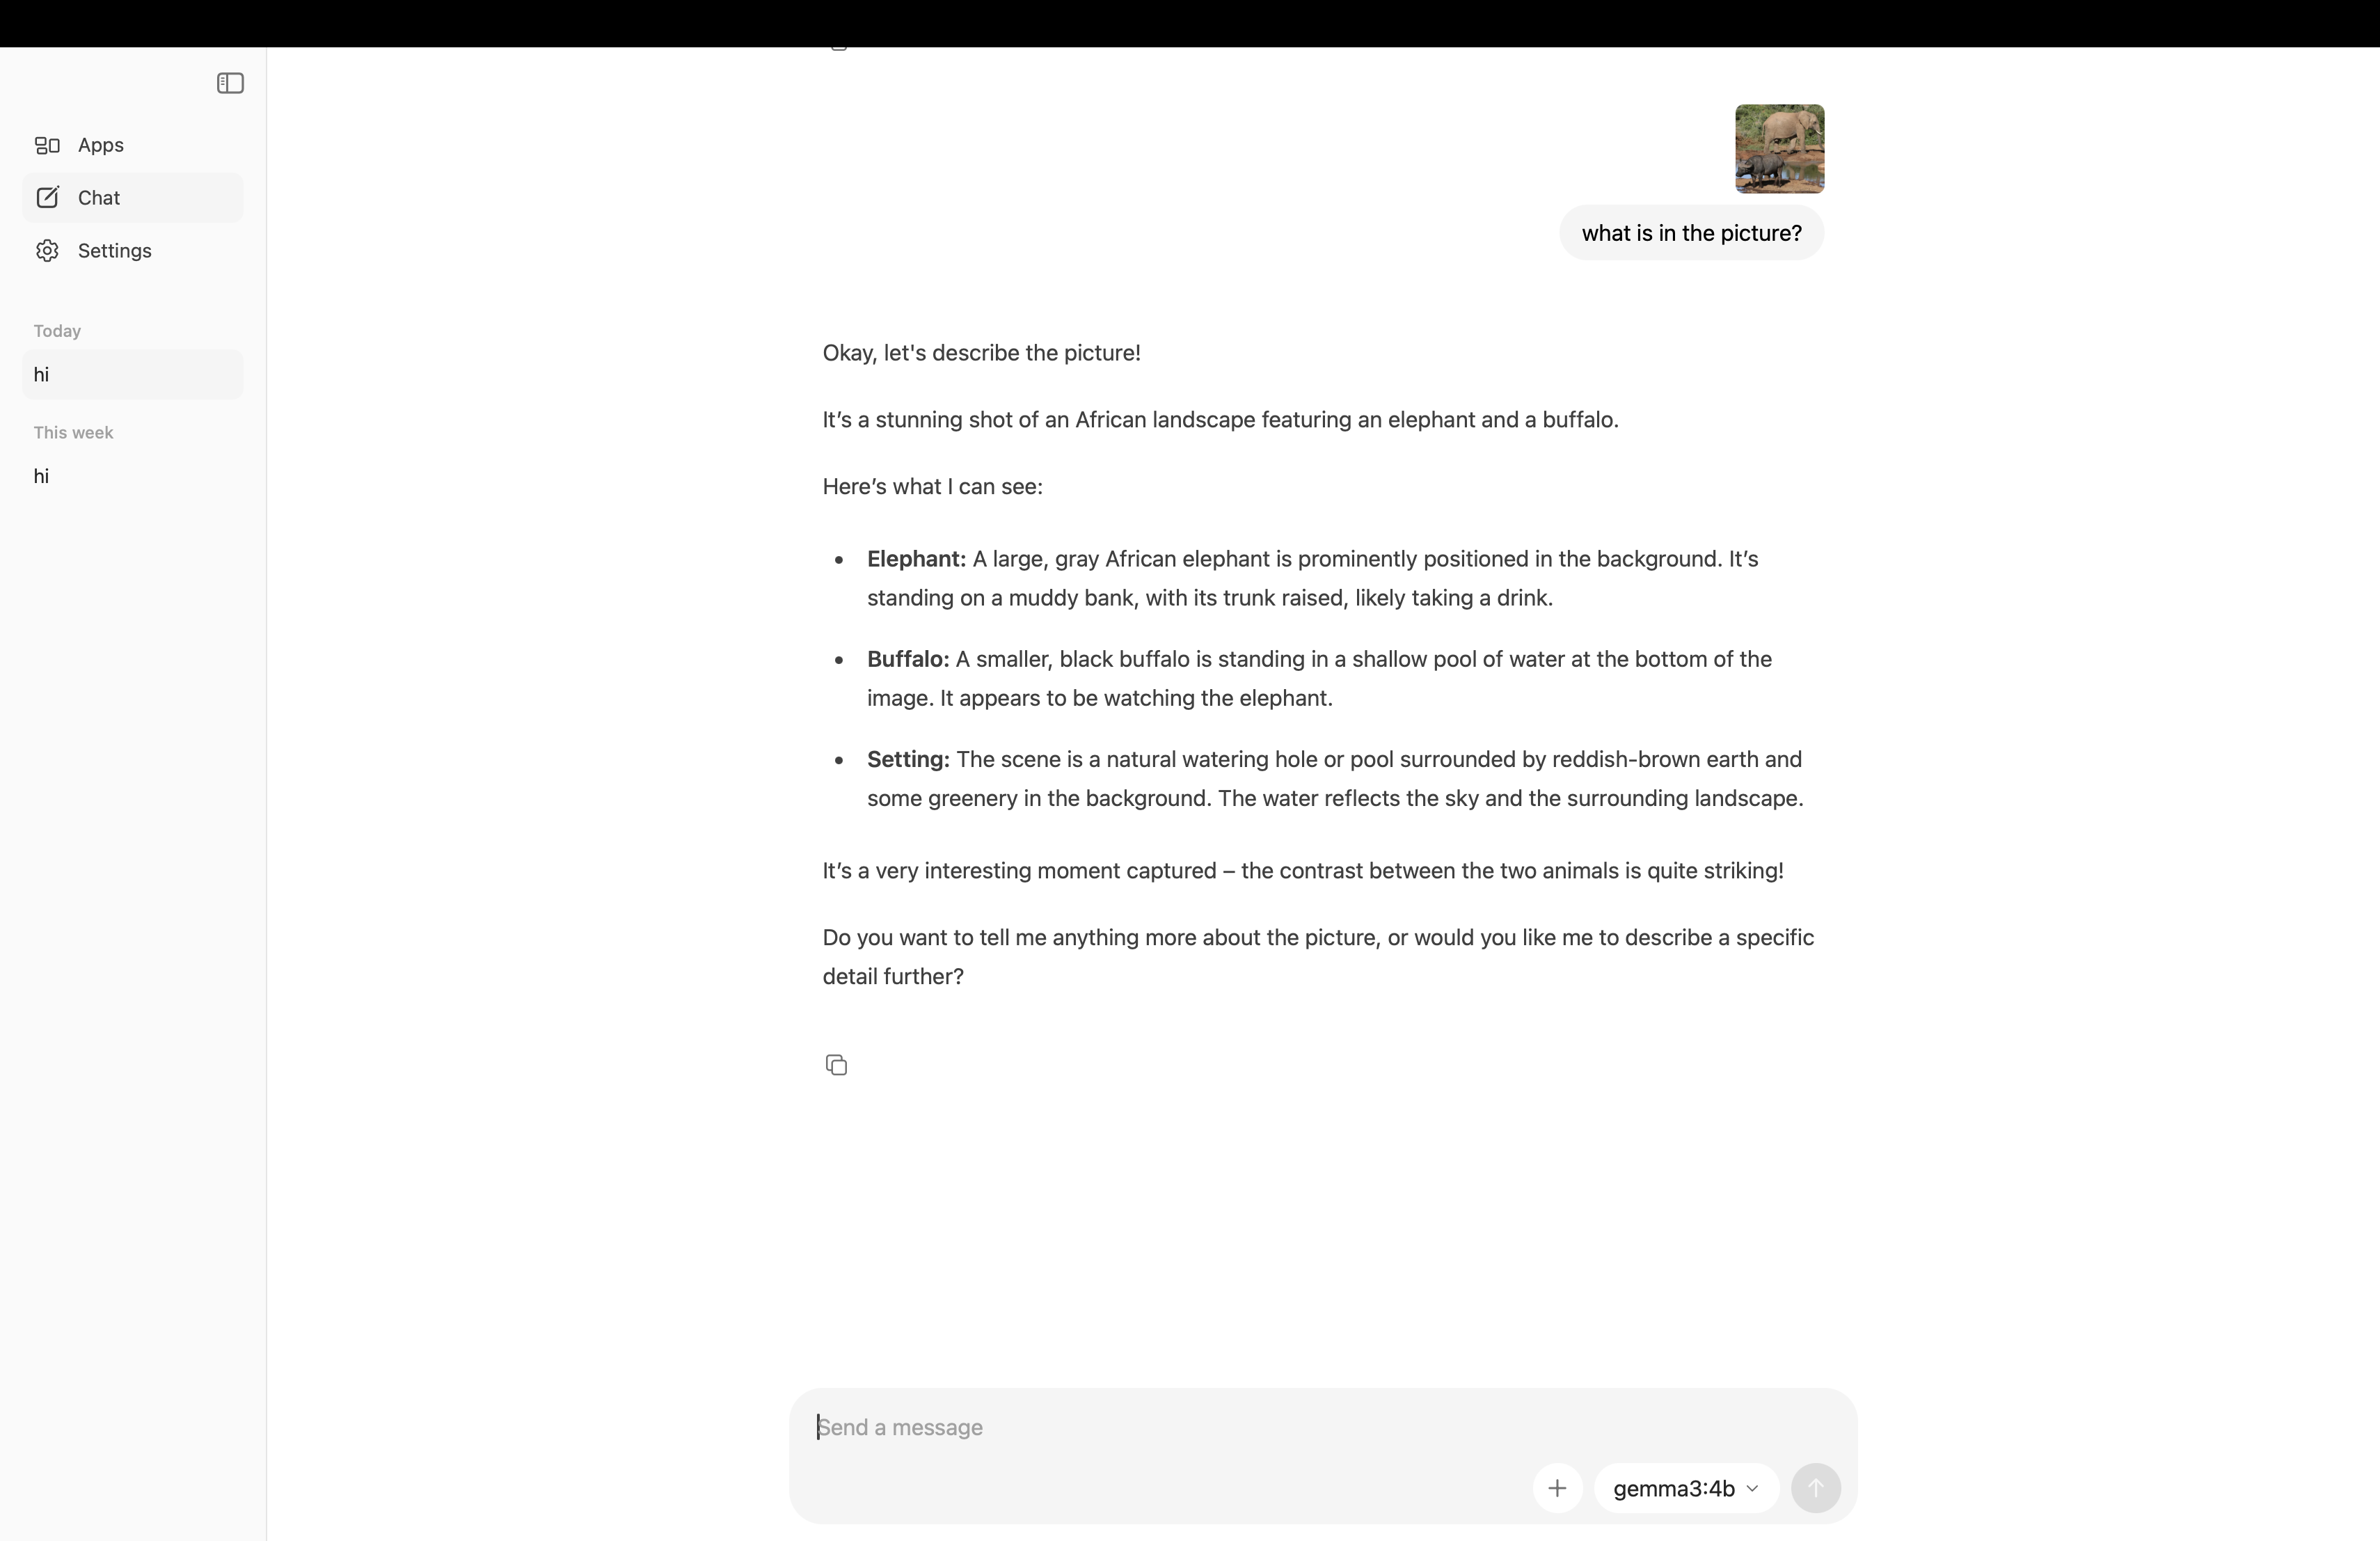 Apps
Chat
Settings
Today
hi
This week
hi
what is in the picture?
Okay, let's describe the picture!
It’s a stunning shot of an African landscape featuring an elephant and a buffalo.
Here’s what I can see:
• Elephant: A large, gray African elephant is prominently positioned in the background. It’s
standing on a muddy bank, with its trunk raised, likely taking a drink.
• Buffalo: A smaller, black buffalo is standing in a shallow pool of water at the bottom of the
image. It appears to be watching the elephant.
• Setting: The scene is a natural watering hole or pool surrounded by reddish-brown earth and
some greenery in the background. The water reflects the sky and the surrounding landscape.
It’s a very interesting moment captured – the contrast between the two animals is quite striking!
Do you want to tell me anything more about the picture, or would you like me to describe a specific
detail further?
Send a message
gemma3:4b